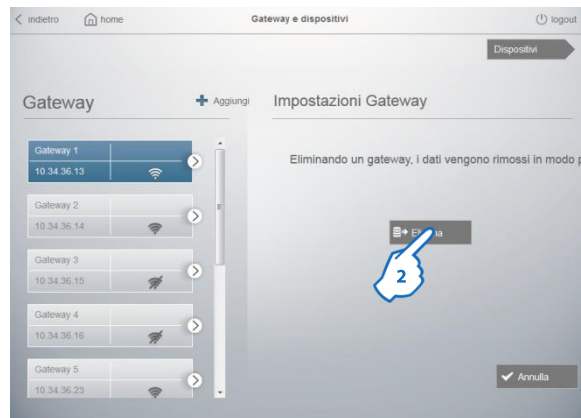 indietro home Gateway e dispositivi logout
Dispositivi
Gateway Aggiungi
Impostazioni Gateway
Gateway 1
10.34.36.13
Gateway 2
10.34.36.14
Gateway 3
10.34.36.15
Gateway 4
10.34.36.16
Gateway 5
10.34.36.23
Eliminando un gateway, i dati vengono rimossi in modo
2
Annulla